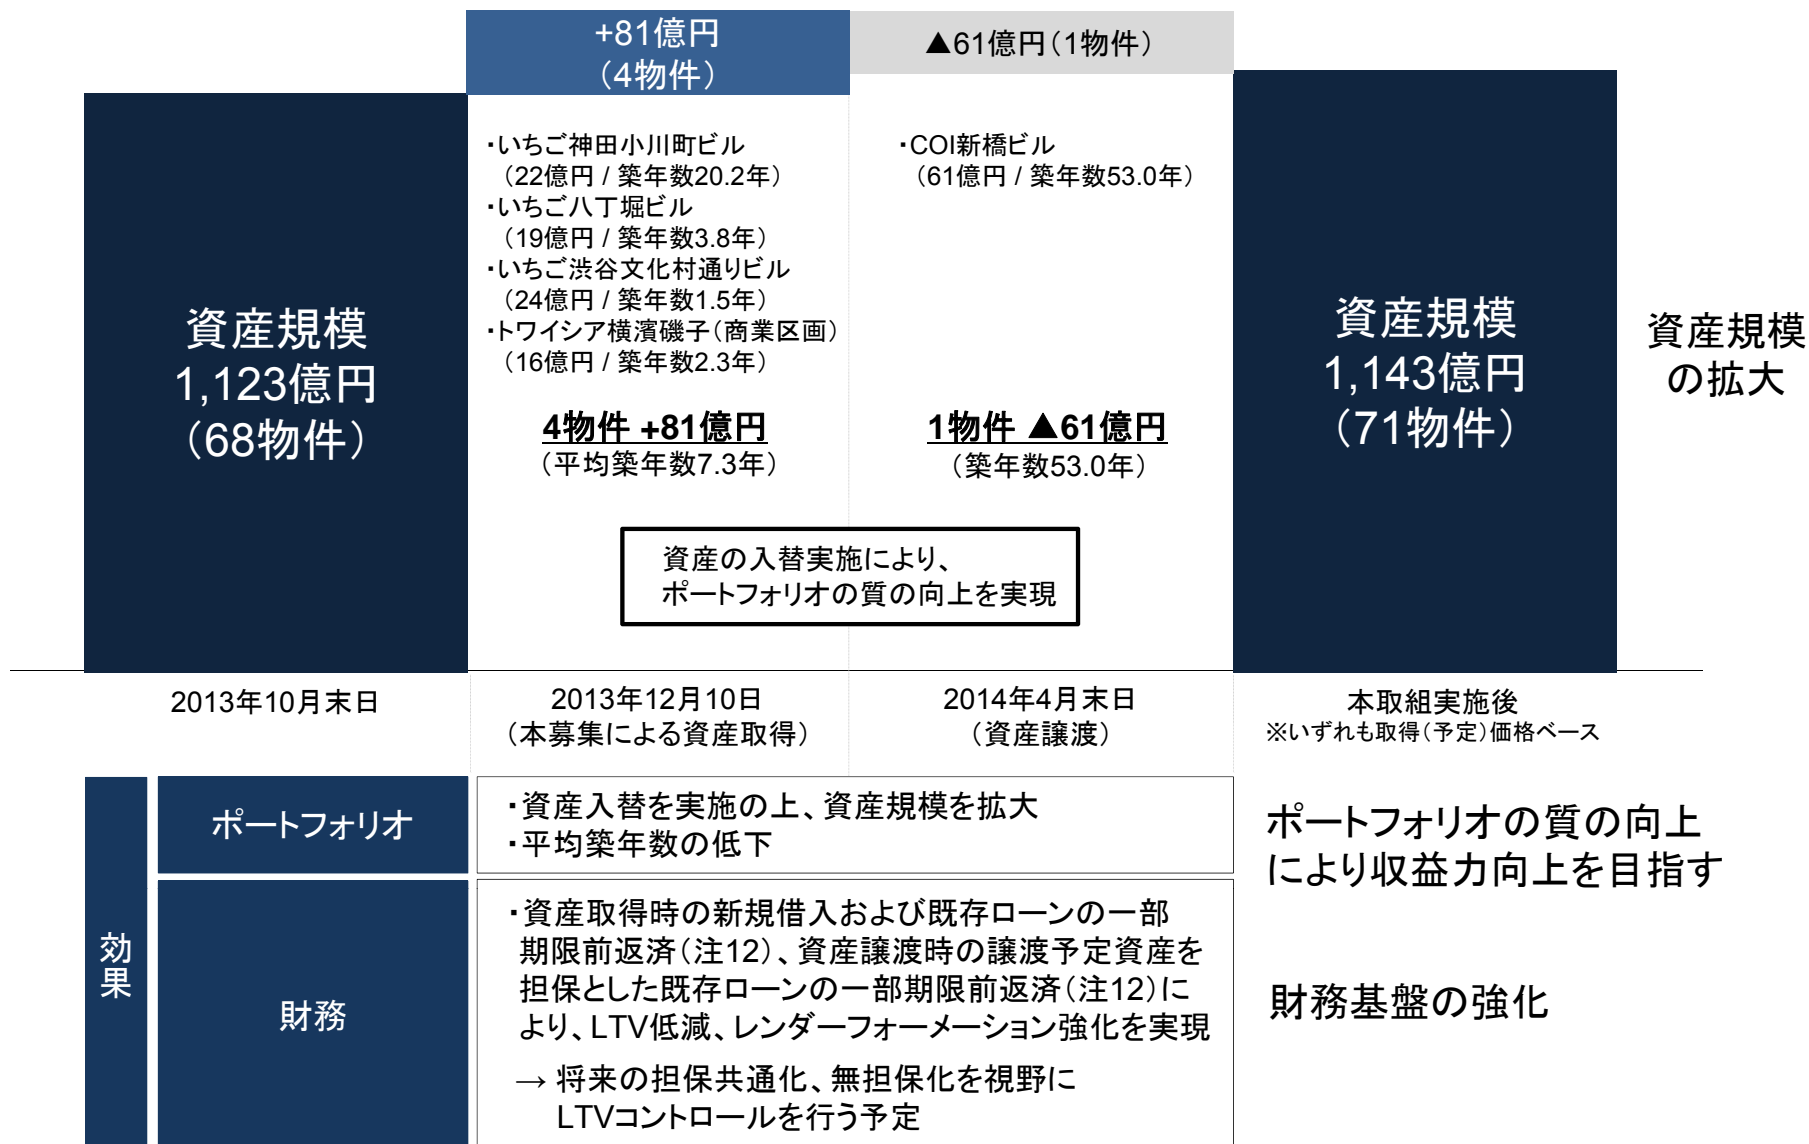 +81億円
（4物件）
▲61億円（1物件）
資産規模
1,123億円
（68物件）
・いちご神田小川町ビル
（22億円 / 築年数20.2年）
・いちご八丁堀ビル
（19億円 / 築年数3.8年）
・いちご渋谷文化村通りビル
（24億円 / 築年数1.5年）
・トワイシア横濱磯子（商業区画）
（16億円 / 築年数2.3年）
4物件 +81億円
（平均築年数7.3年）
・COI新橋ビル
（61億円 / 築年数53.0年）
1物件 ▲61億円
（築年数53.0年）
資産の入替実施により、
ポートフォリオの質の向上を実現
資産規模
1,143億円
（71物件）
資産規模
の拡大
2013年10月末日
2013年12月10日
（本募集による資産取得）
2014年4月末日
（資産譲渡）
本取組実施後
※いずれも取得（予定）価格ベース
効果
ポートフォリオ
・資産入替を実施の上、資産規模を拡大
・平均築年数の低下
ポートフォリオの質の向上
により収益力向上を目指す
財務
・資産取得時の新規借入および既存ローンの一部
期限前返済（注12）、資産譲渡時の譲渡予定資産を
担保とした既存ローンの一部期限前返済（注12）に
より、LTV低減、レンダーフォーメーション強化を実現
→ 将来の担保共通化、無担保化を視野に
LTVコントロールを行う予定
財務基盤の強化